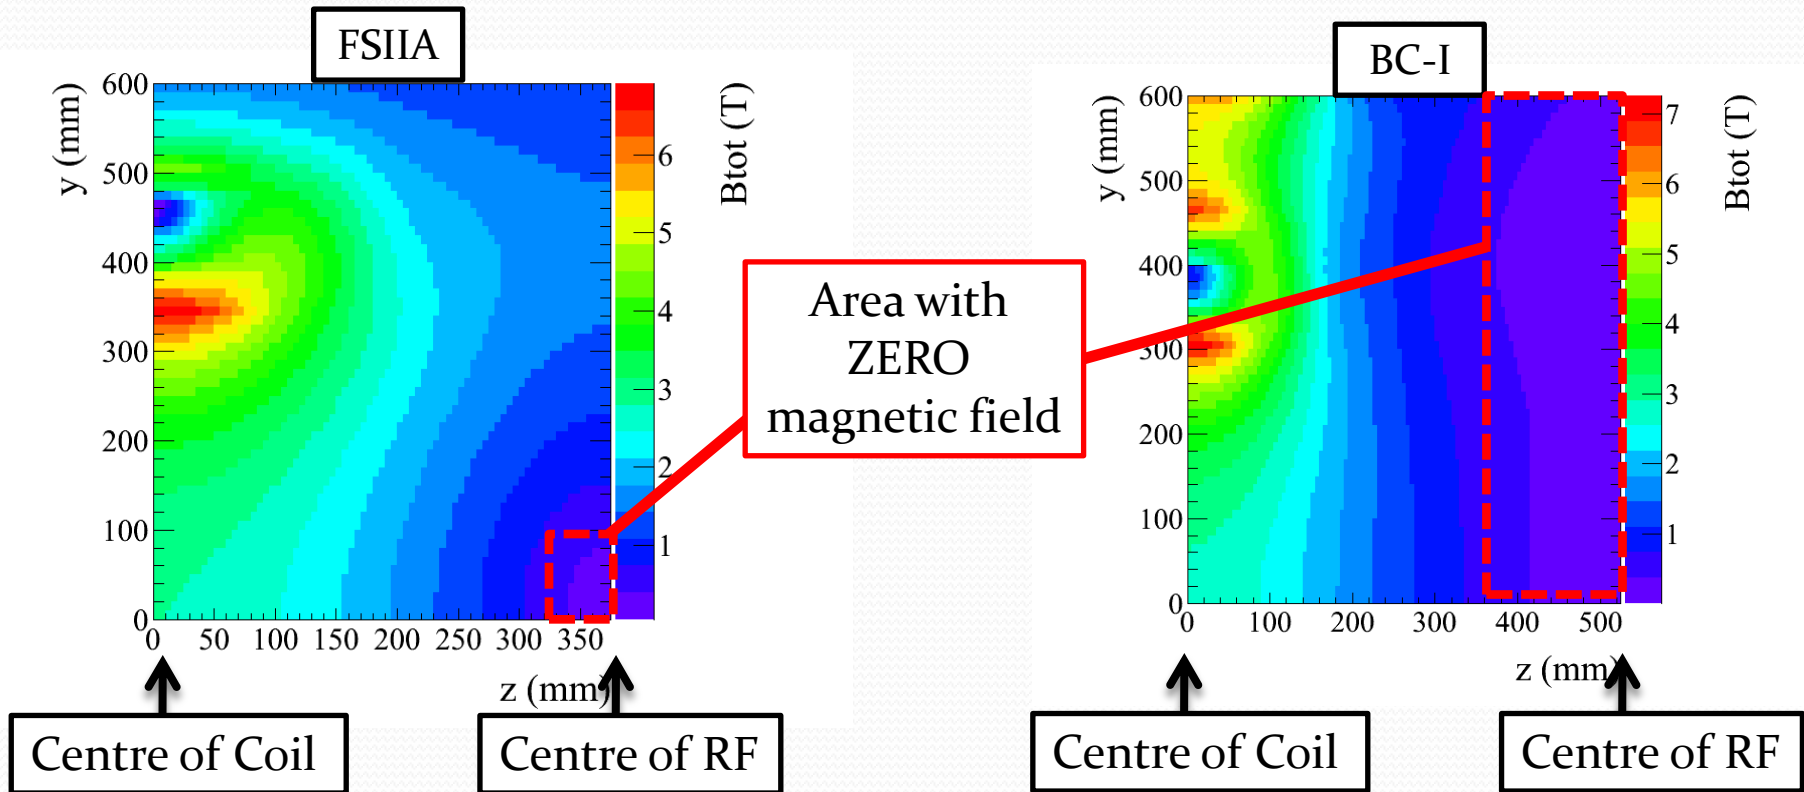 FSIIA
BC-I
y (mm)
600
500
400
300
200
100
0
0 50 100 150 200 250 300 350
z (mm)
6
5
4
3
2
1
Btot (T)
Area with
ZERO
magnetic field
y (mm)
600
500
400
300
200
100
0
0 100 200 300 400 500
z (mm)
7
6
5
4
3
2
1
Btot (T)
Centre of Coil
Centre of RF
Centre of Coil
Centre of RF